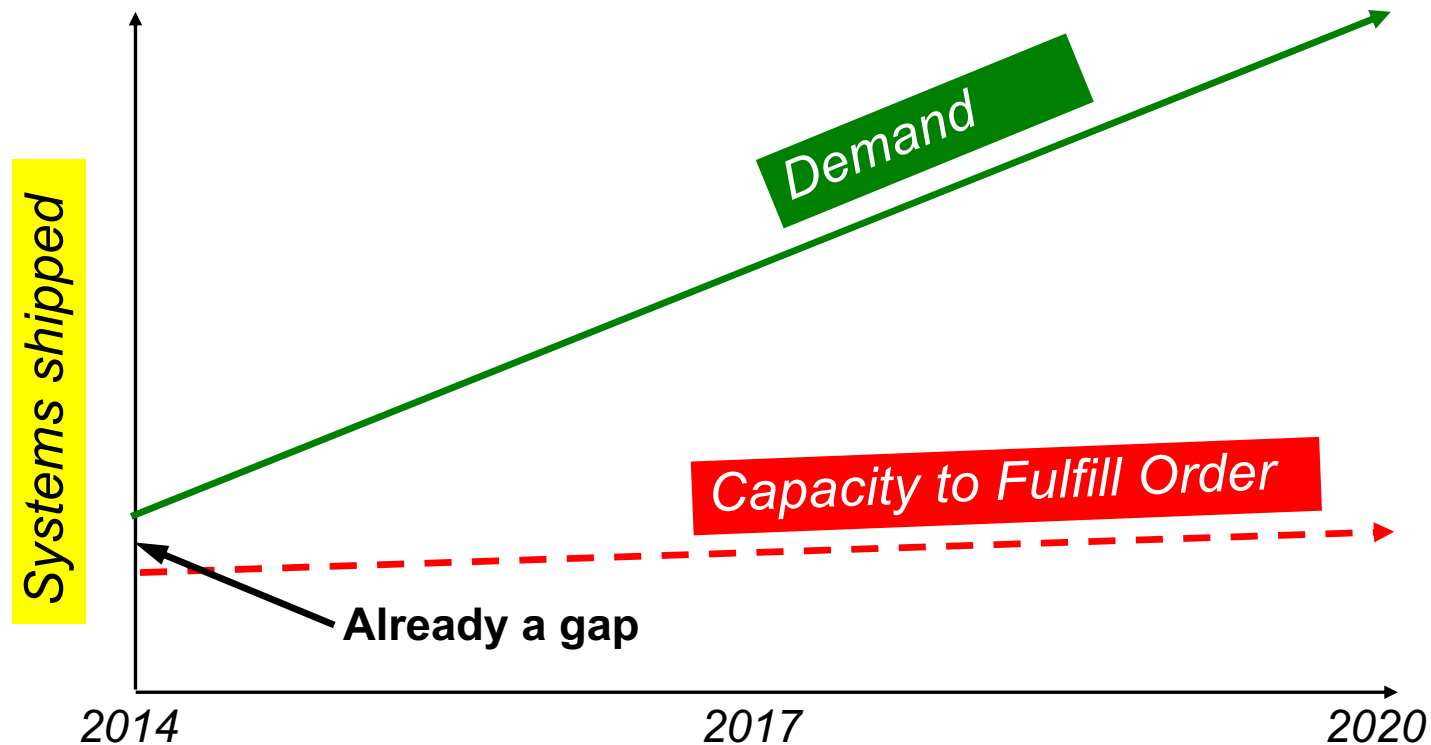 Systems shipped
Demand
Capacity to Fulfill Order
Already a gap
2014
2017
2020